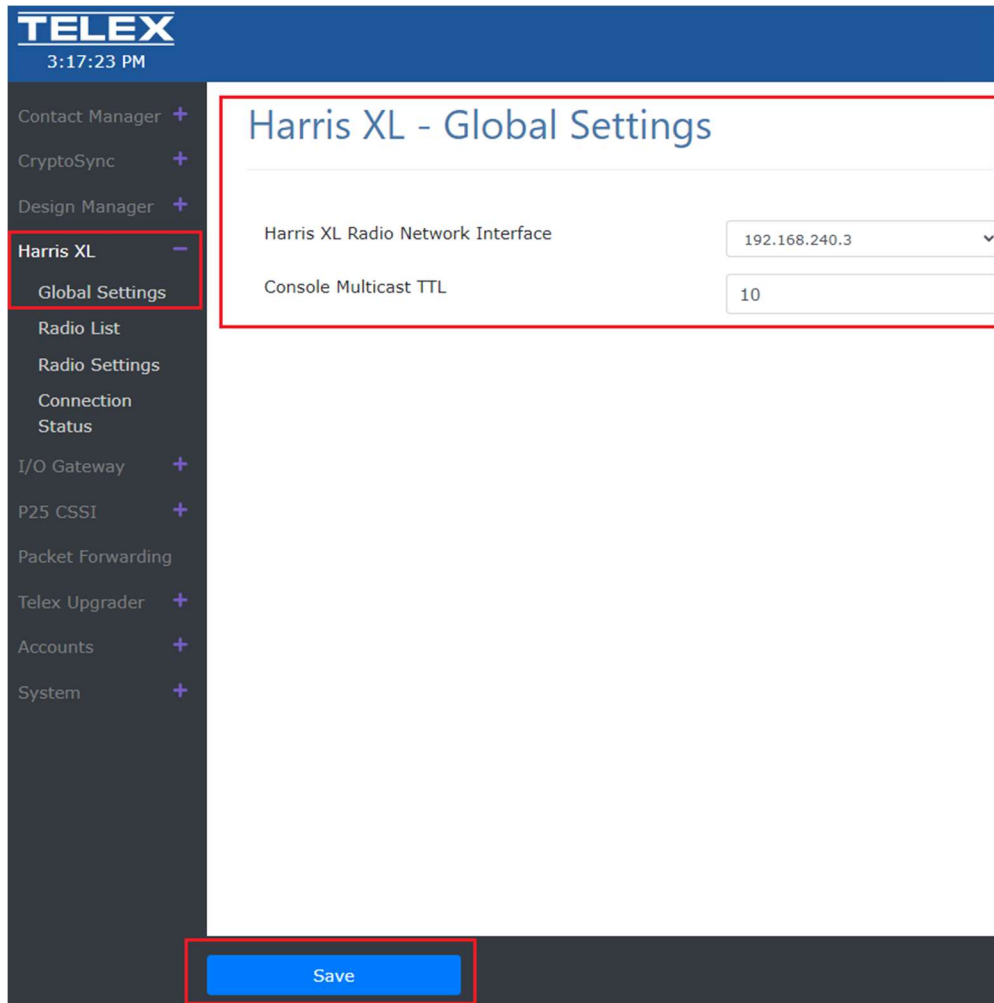 TELEX
3:17:23 PM
Contact Manager +
CryptoSync +
Design Manager +
Harris XL −
Global Settings
Radio List
Radio Settings
Connection
Status
I/O Gateway +
P25 CSSI +
Packet Forwarding
Telex Upgrader +
Accounts +
System +
Harris XL - Global Settings
Harris XL Radio Network Interface 192.168.240.3
Console Multicast TTL 10
Save